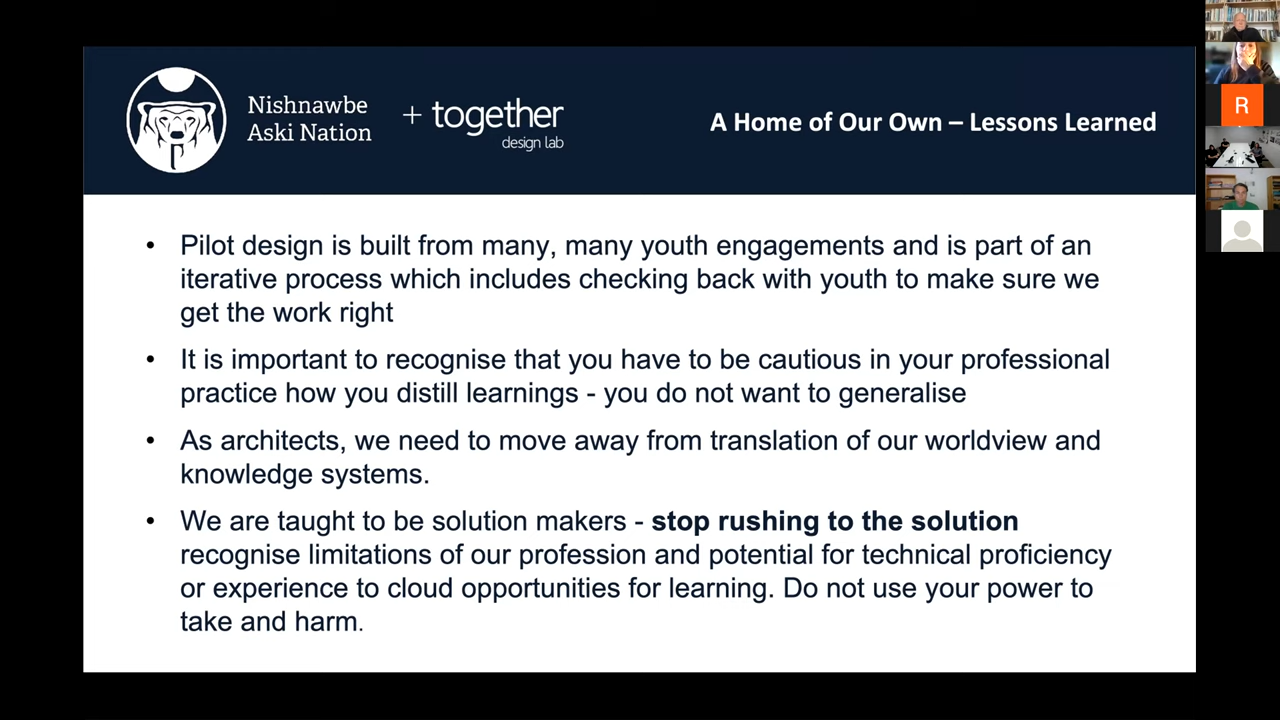 Nishnawbe
Aski Nation
+ together
design lab
A Home of Our Own – Lessons Learned
R
• Pilot design is built from many, many youth engagements and is part of an
iterative process which includes checking back with youth to make sure we
get the work right
• It is important to recognise that you have to be cautious in your professional
practice how you distill learnings - you do not want to generalise
• As architects, we need to move away from translation of our worldview and
knowledge systems.
• We are taught to be solution makers - stop rushing to the solution
recognise limitations of our profession and potential for technical proficiency
or experience to cloud opportunities for learning. Do not use your power to
take and harm.